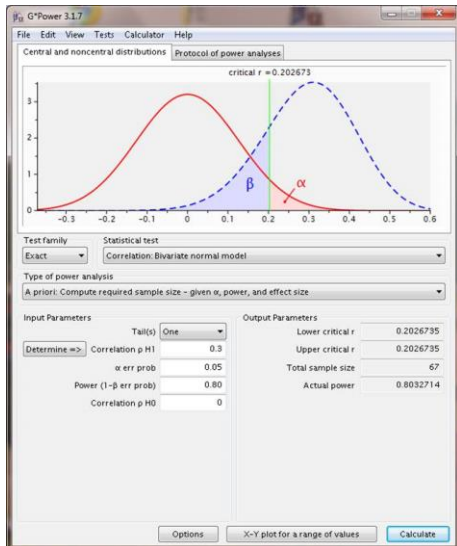 G*Power 3.1.7
File Edit View Tests Calculator Help
Central and noncentral distributions Protocol of power analyses
critical r = 0.202673
3
2
1
0
β
α
-0.3 -0.2 -0.1 0 0.1 0.2 0.3 0.4 0.5 0.6
Test family Statistical test
Exact Correlation: Bivariate normal model
Type of power analysis
A priori: Compute required sample size - given α, power, and effect size
Input Parameters Output Parameters
Tail(s) One Lower critical r 0.2026735
Determine => Correlation ρ H1 0.3 Upper critical r 0.2026735
α err prob 0.05 Total sample size 67
Power (1-β err prob) 0.80 Actual power 0.8032714
Correlation ρ H0 0
Options X-Y plot for a range of values Calculate